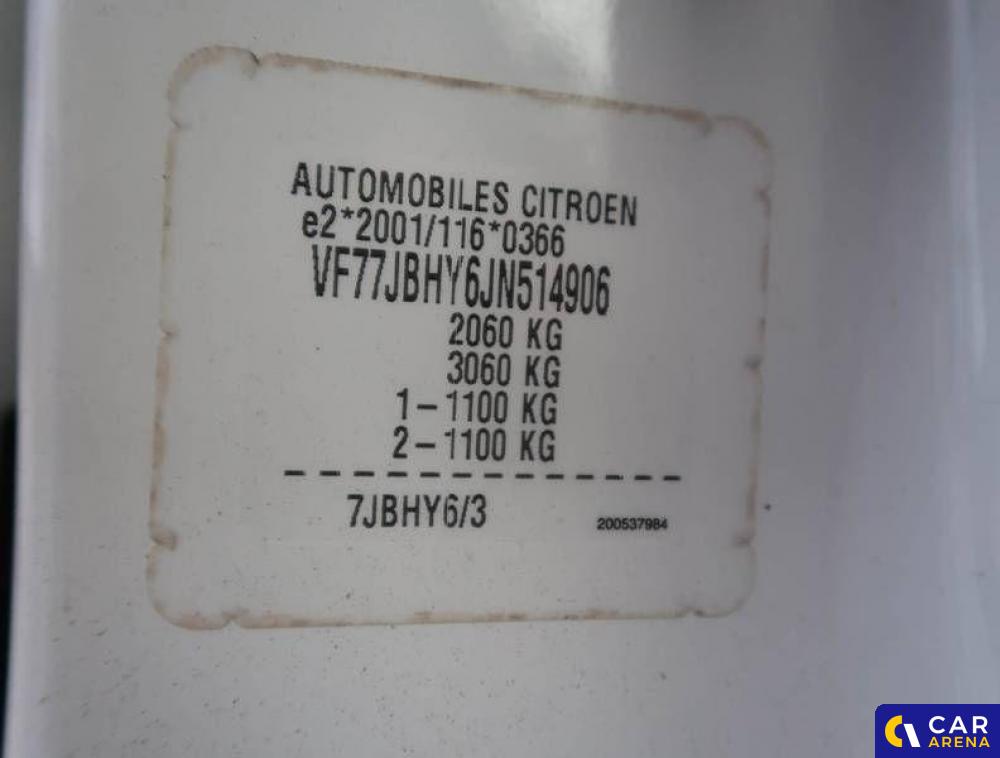 AUTOMOBILES CITROEN
e2*2001/116*0366
VF77JBHY6JN514906
2060 KG
3060 KG
1-1100 KG
2-1100 KG
7JBHY6/3
200537984
CAR
ARENA